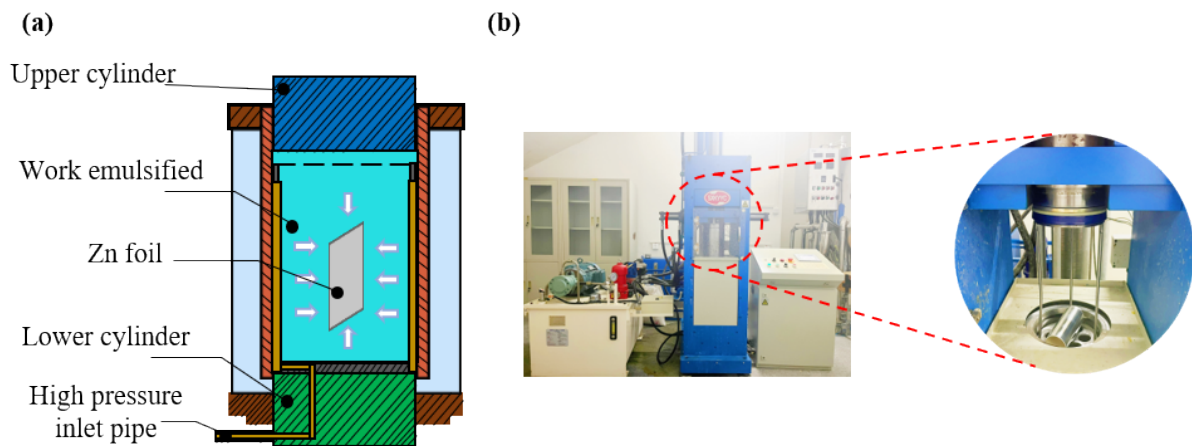 (a)
(b)
Upper cylinder
Work emulsified
Zn foil
Lower cylinder
High pressure
inlet pipe